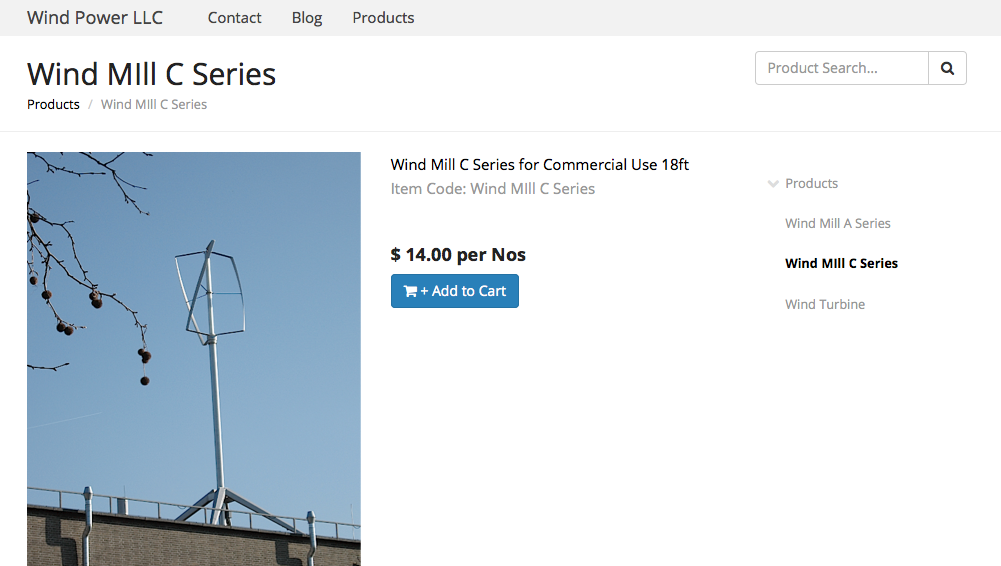 Wind Power LLC Contact Blog Products
Wind MIll C Series
Product Search...
Products / Wind MIll C Series
Wind Mill C Series for Commercial Use 18ft
Item Code: Wind MIll C Series
$ 14.00 per Nos
+ Add to Cart
Products
Wind Mill A Series
Wind MIll C Series
Wind Turbine